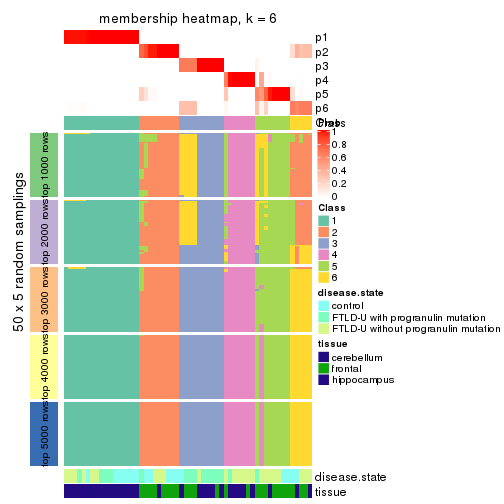 membership heatmap, k = 6
p1
p2
p3
p4
p5
p6
Prob
Class
1
0.8
0.6
0.4
0.2
0
Class
1
2
3
4
5
6
disease.state
control
FTLD-U with progranulin mutation
FTLD-U without progranulin mutation
tissue
cerebellum
frontal
hippocampus
50 x 5 random samplings
top 1000 rows
top 2000 rows
top 3000 rows
top 4000 rows
top 5000 rows
disease.state
tissue